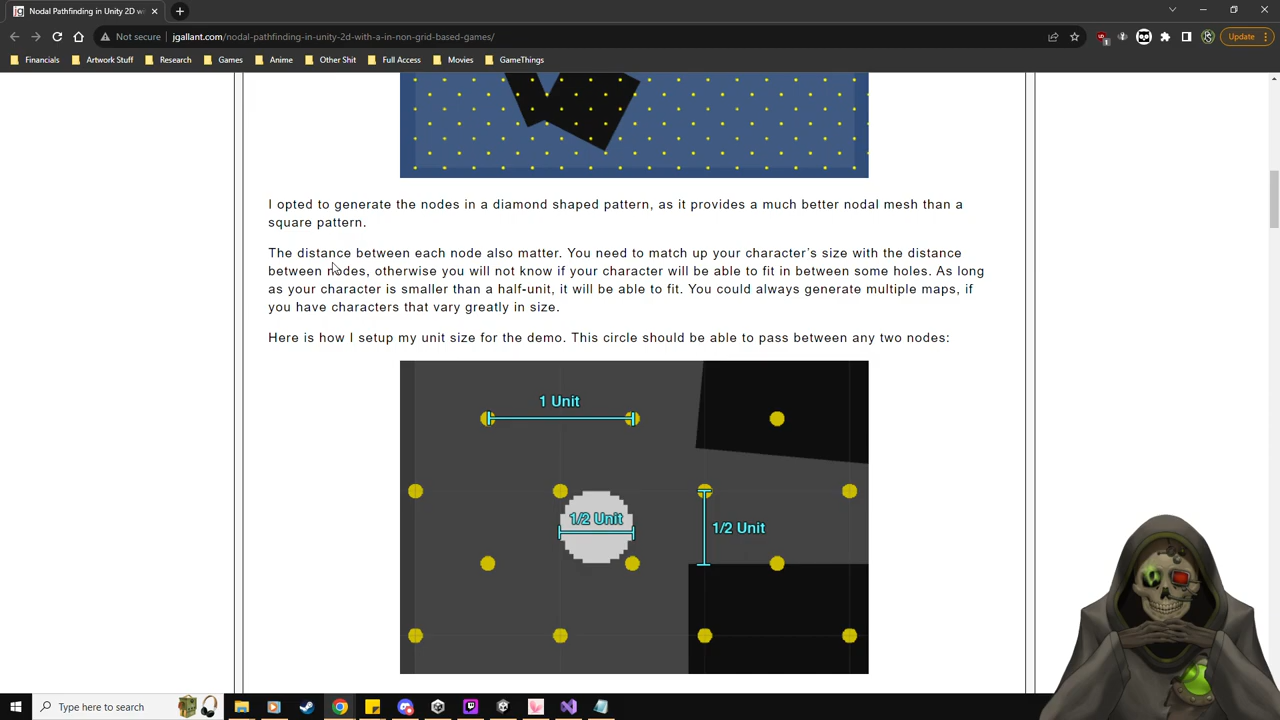 Nodal Pathfinding in Unity 2D wi
Not secure | jgallant.com/nodal-pathfinding-in-unity-2d-with-a-in-non-grid-based-games/
Update
Financials Artwork Stuff Research Games Anime Other Shit Full Access Movies GameThings
I opted to generate the nodes in a diamond shaped pattern, as it provides a much better nodal mesh than a
square pattern.
The distance between each node also matter. You need to match up your character's size with the distance
between nodes, otherwise you will not know if your character will be able to fit in between some holes. As long
as your character is smaller than a half-unit, it will be able to fit. You could always generate multiple maps, if
you have characters that vary greatly in size.
Here is how I setup my unit size for the demo. This circle should be able to pass between any two nodes:
1 Unit
1/2 Unit
1/2 Unit
Type here to search